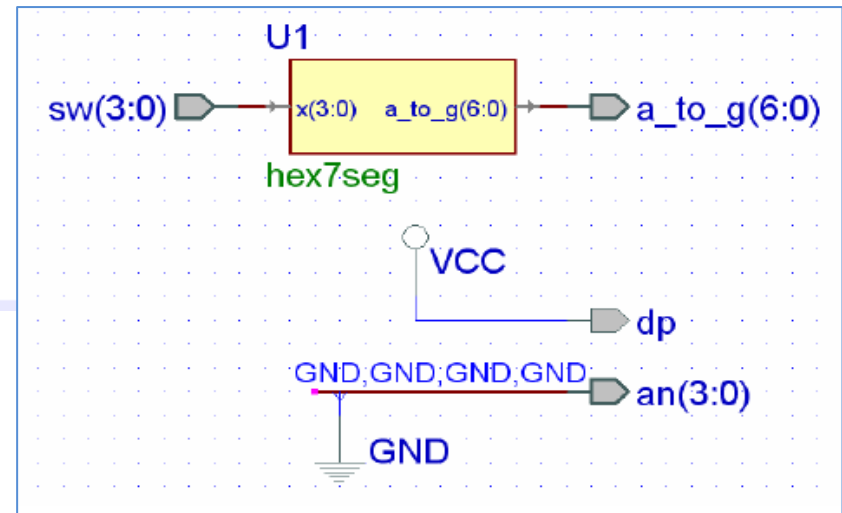 U1
sw(3:0) x(3:0) a_to_g(6:0) a_to_g(6:0)
hex7seg
VCC
dp
GND,GND,GND,GND
an(3:0)
GND